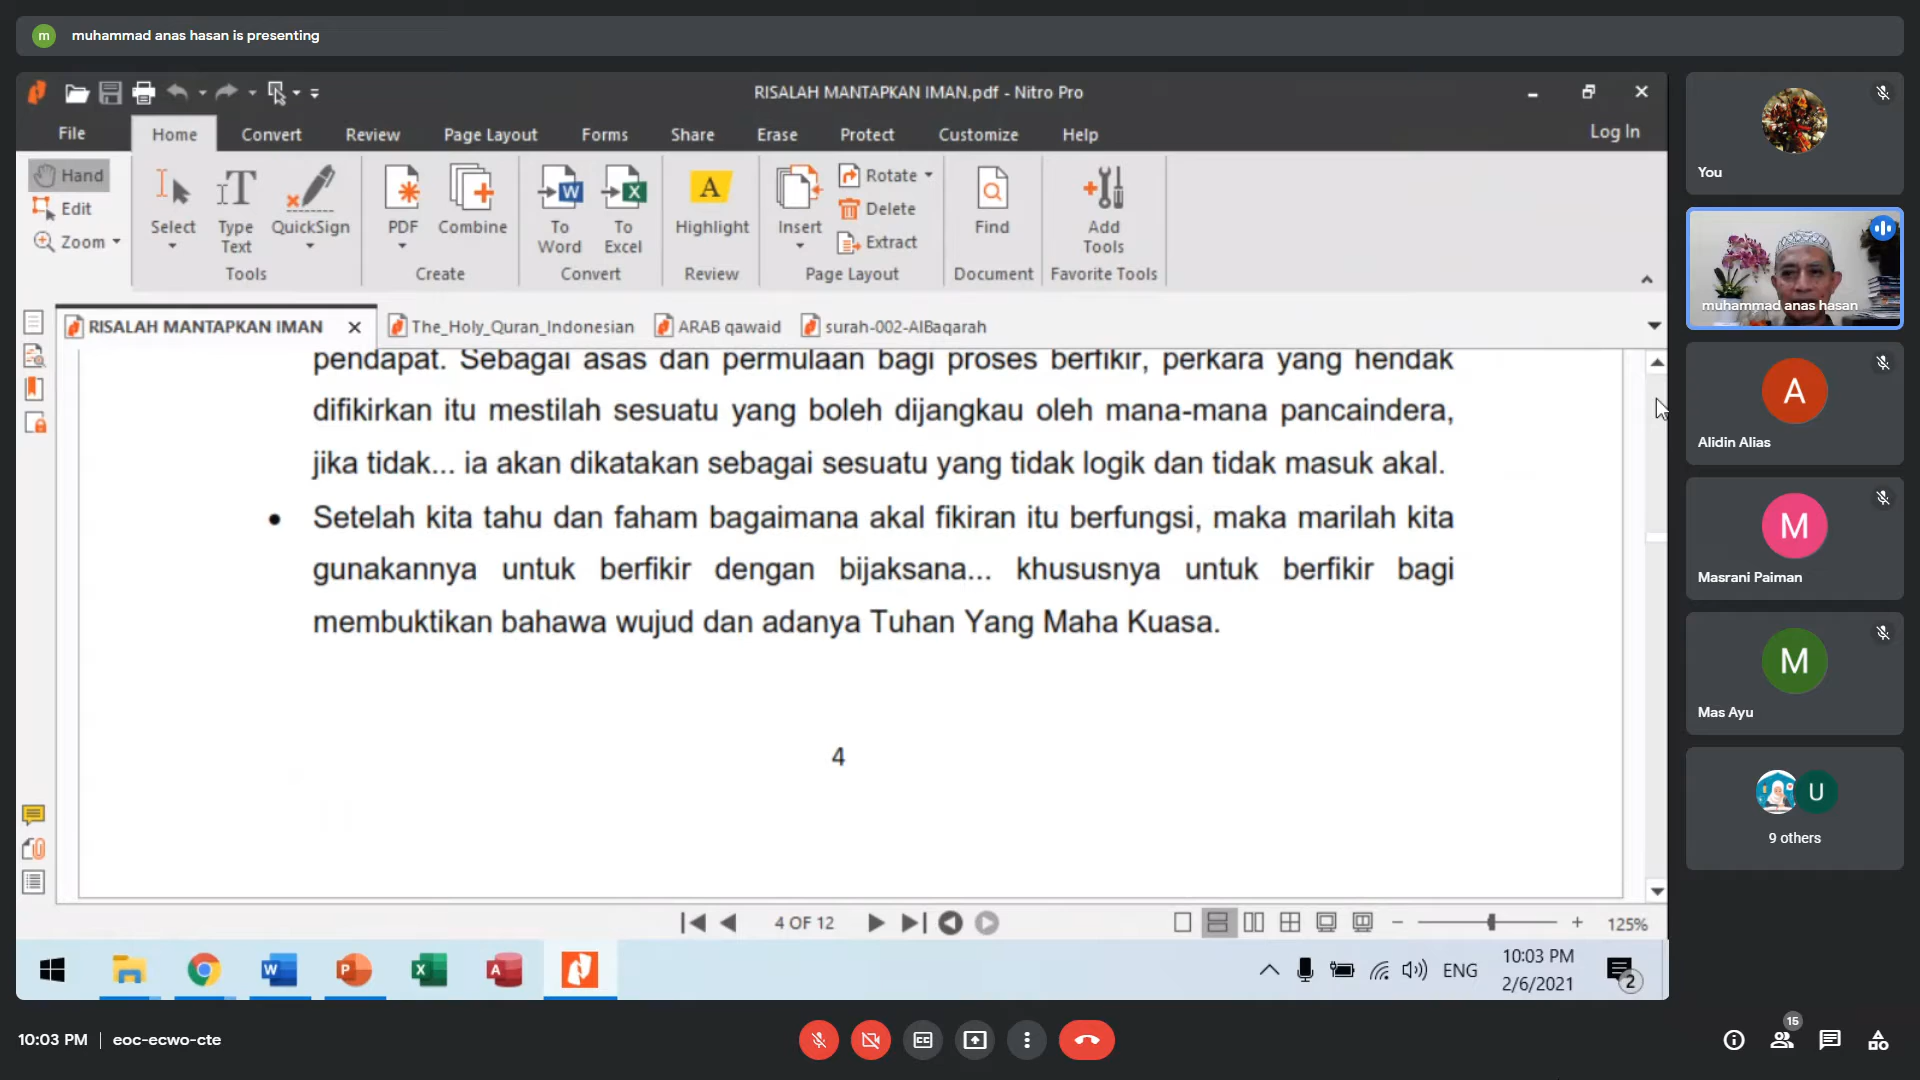 m
muhammad anas hasan is presenting
RISALAH MANTAPKAN IMAN.pdf - Nitro Pro
File
Home
Convert
Review
Page Layout
Forms
Share
Erase
Protect
Customize
Help
Log In
Hand
Edit
Zoom
Select
Type Text
QuickSign
Tools
PDF
Combine
Create
To Word
To Excel
Convert
Highlight
Review
Insert
Rotate
Delete
Extract
Page Layout
Find
Document
Add Tools
Favorite Tools
RISALAH MANTAPKAN IMAN
The_Holy_Quran_Indonesian
ARAB qawaid
surah-002-AlBaqarah
pendapat. Sebagai asas dan permulaan bagi proses berfikir, perkara yang hendak
difikirkan itu mestilah sesuatu yang boleh dijangkau oleh mana-mana pancaindera,
jika tidak... ia akan dikatakan sebagai sesuatu yang tidak logik dan tidak masuk akal.
• Setelah kita tahu dan faham bagaimana akal fikiran itu berfungsi, maka marilah kita
gunakannya untuk berfikir dengan bijaksana... khususnya untuk berfikir bagi
membuktikan bahawa wujud dan adanya Tuhan Yang Maha Kuasa.
4
4 OF 12
125%
ENG
10:03 PM
2/6/2021
2
You
muhammad anas hasan
A
Alidin Alias
M
Masrani Paiman
M
Mas Ayu
U
9 others
10:03 PM | eoc-ecwo-cte
15